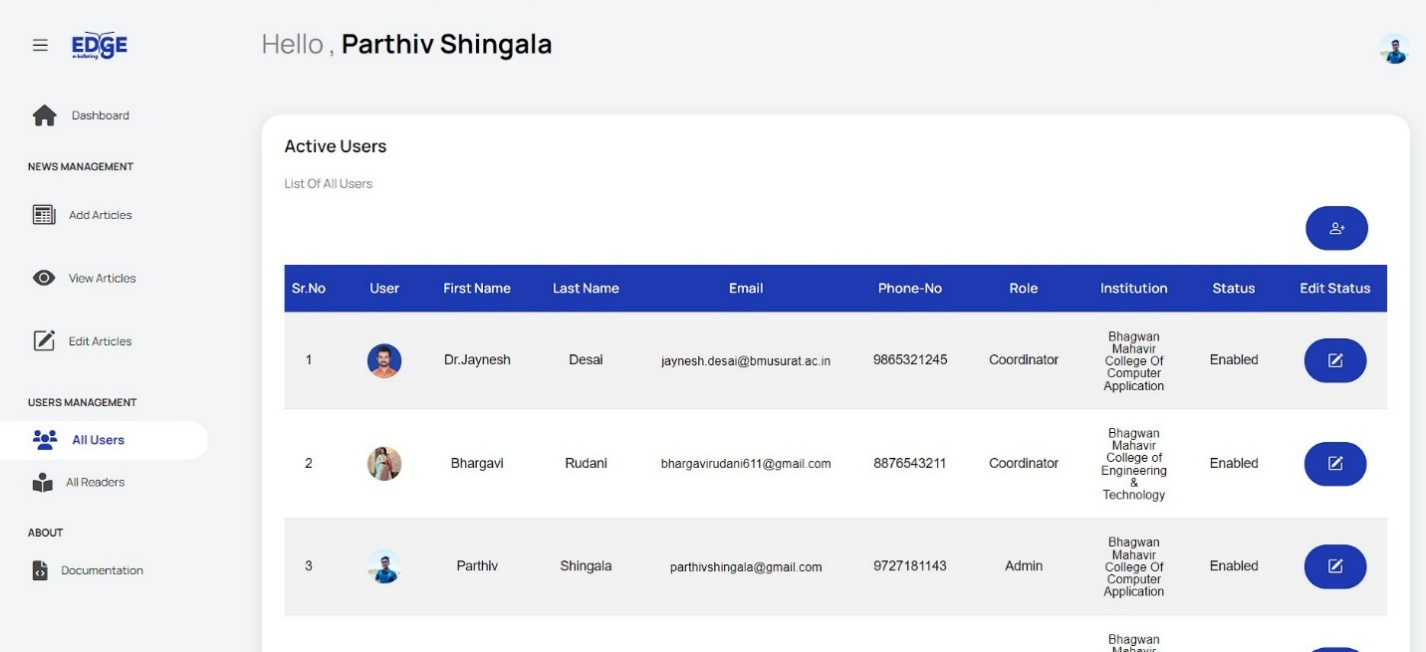 EDGE
e-bulleting
Hello , Parthiv Shingala
Dashboard
NEWS MANAGEMENT
Add Articles
View Articles
Edit Articles
USERS MANAGEMENT
All Users
All Readers
ABOUT
Documentation
Active Users
List Of All Users
Sr.No User First Name Last Name Email Phone-No Role Institution Status Edit Status
1 Dr.Jaynesh Desai jaynesh.desai@bmusurat.ac.in 9865321245 Coordinator Enabled
Bhagwan
Mahavir
College Of
Computer
Application
2 Bhargavi Rudani bhargavirudani611@gmail.com 8876543211 Coordinator Enabled
Bhagwan
Mahavir
College of
Engineering
&
Technology
3 Parthiv Shingala parthivshingala@gmail.com 9727181143 Admin Enabled
Bhagwan
Mahavir
College Of
Computer
Application
Bhagwan
Mahavir